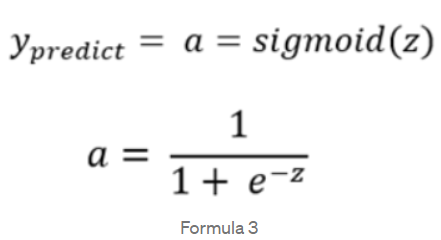 y_predict = a = sigmoid(z)
a = 1 / (1 + e^-z)
Formula 3